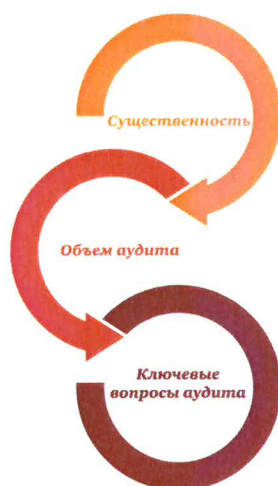 Существенность
Объем аудита
Ключевые
вопросы аудита